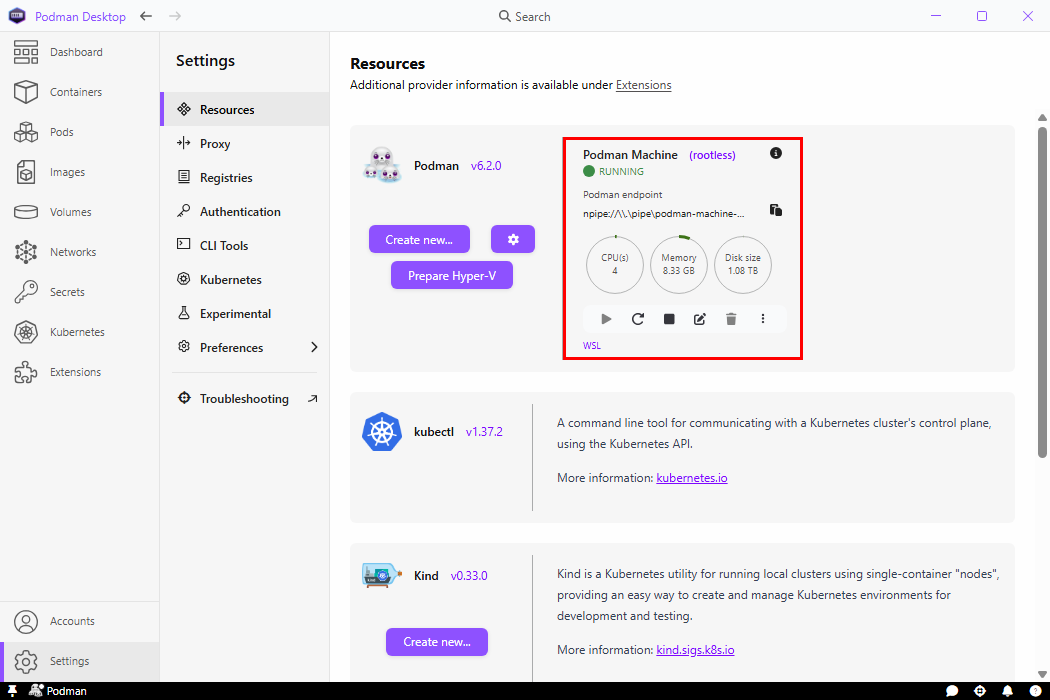 Podman Desktop
Search
Dashboard
Containers
Pods
Images
Volumes
Networks
Secrets
Kubernetes
Extensions
Accounts
Settings
Settings
Resources
Proxy
Registries
Authentication
CLI Tools
Kubernetes
Experimental
Preferences
Troubleshooting
Resources
Additional provider information is available under Extensions
Podman v6.2.0
Create new...
Prepare Hyper-V
Podman Machine (rootless)
RUNNING
Podman endpoint
npipe://\\.\pipe\podman-machine-...
CPU(s)
4
Memory
8.33 GB
Disk size
1.08 TB
WSL
kubectl v1.37.2
A command line tool for communicating with a Kubernetes cluster's control plane,
using the Kubernetes API.
More information: kubernetes.io
Kind v0.33.0
Create new...
Kind is a Kubernetes utility for running local clusters using single-container "nodes",
providing an easy way to create and manage Kubernetes environments for
development and testing.
More information: kind.sigs.k8s.io
Podman